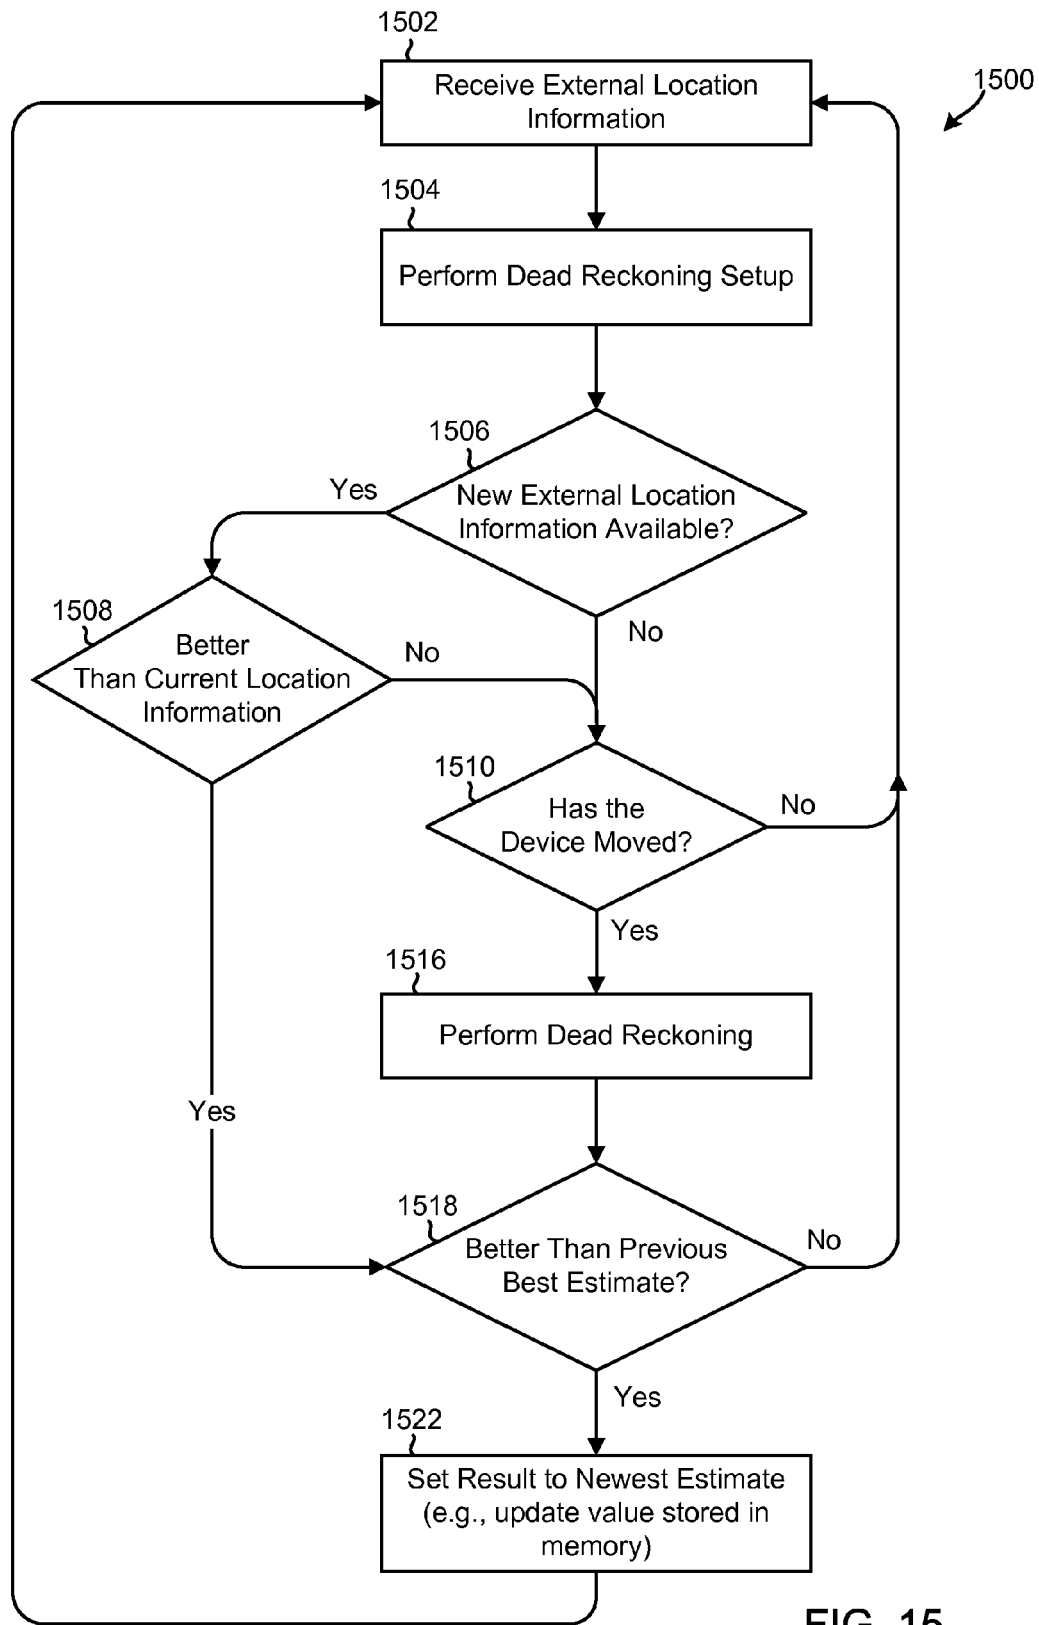 1502
1500
Receive External Location
Information
1504
Perform Dead Reckoning Setup
1506
Yes
New External Location
Information Available?
1508
No
Better
Than Current Location
Information
No
1510
Has the
Device Moved?
No
Yes
1516
Perform Dead Reckoning
Yes
1518
Better Than Previous
Best Estimate?
No
Yes
1522
Set Result to Newest Estimate
(e.g., update value stored in
memory)
FIG. 15